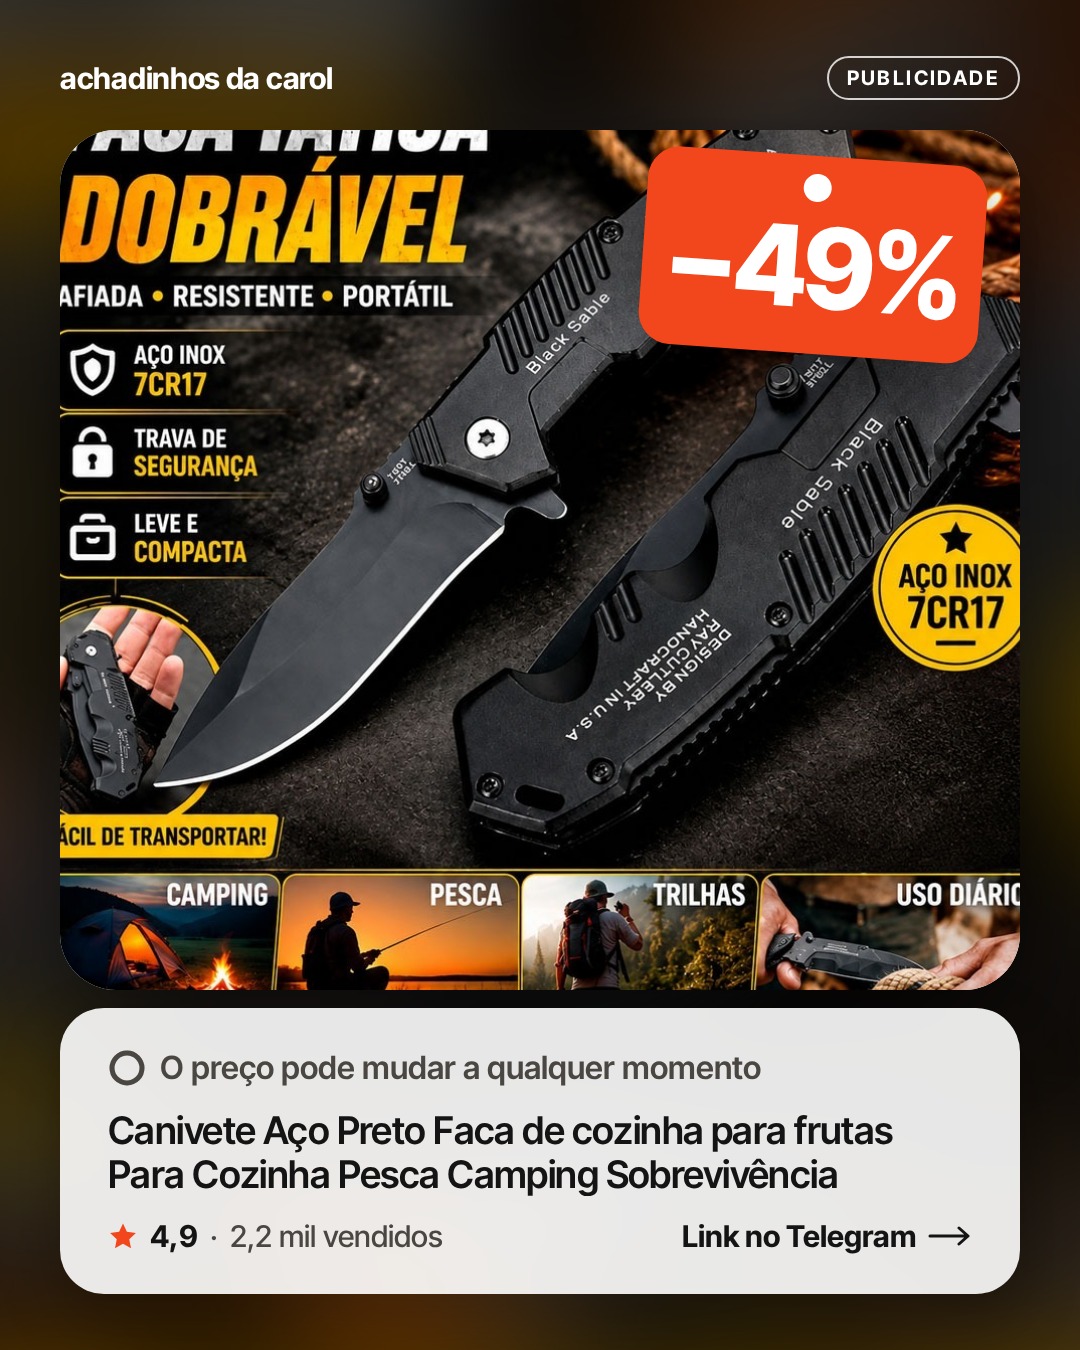 achadinhos da carol
PUBLICIDADE
FACA TÁTICA
DOBRÁVEL
AFIADA • RESISTENTE • PORTÁTIL
-49%
AÇO INOX
7CR17
TRAVA DE
SEGURANÇA
LEVE E
COMPACTA
Black Sable
Black Sable
DESIGN BY
RAY CUTLERY
HANDCRAFT IN U.S.A
AÇO INOX
7CR17
ÁCIL DE TRANSPORTAR!
CAMPING
PESCA
TRILHAS
USO DIÁRIO
O preço pode mudar a qualquer momento
Canivete Aço Preto Faca de cozinha para frutas
Para Cozinha Pesca Camping Sobrevivência
4,9 · 2,2 mil vendidos
Link no Telegram →